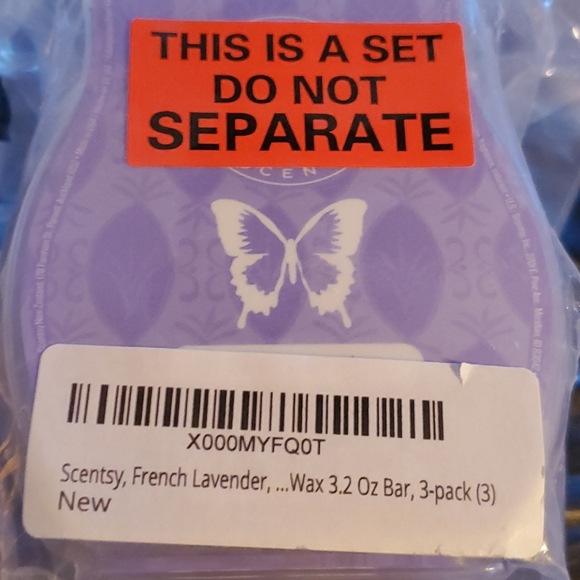 THIS IS A SET
DO NOT
SEPARATE
X000MYFQ0T
Scentsy, French Lavender, ...Wax 3.2 Oz Bar, 3-pack (3)
New